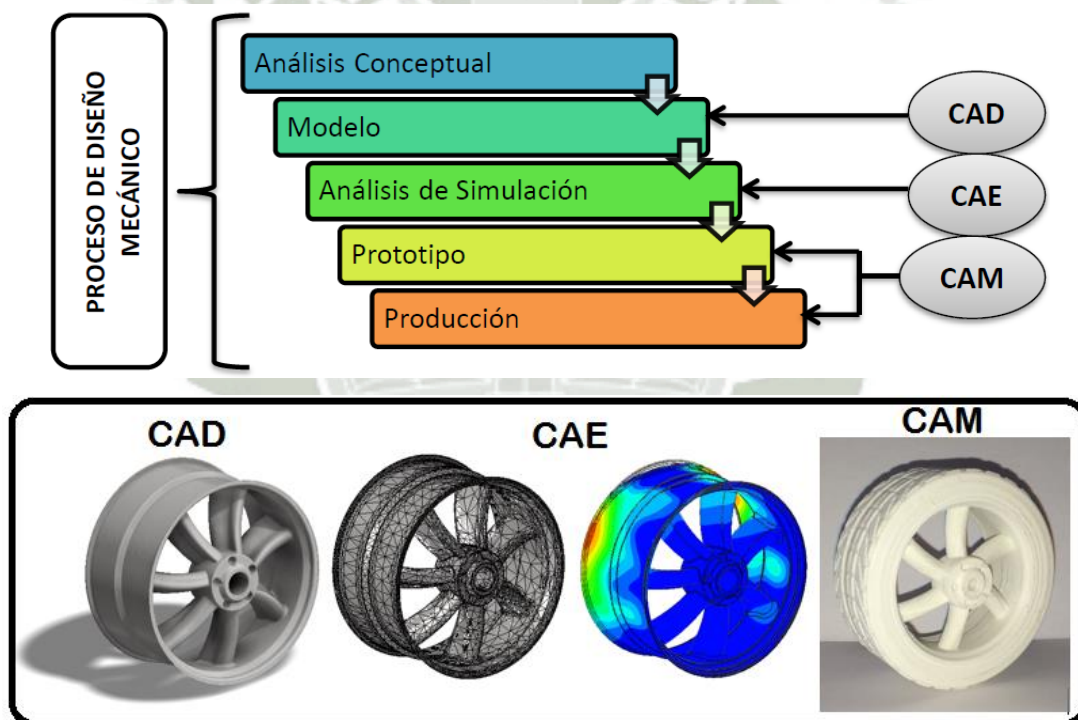 PROCESO DE DISEÑO
MECÁNICO
Análisis Conceptual
Modelo
Análisis de Simulación
Prototipo
Producción
CAD
CAE
CAM
CAD
CAE
CAM